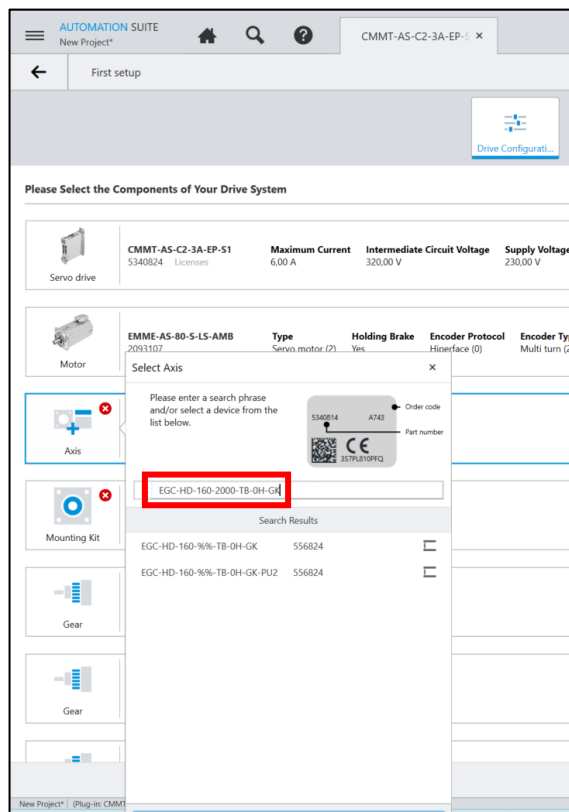 AUTOMATION SUITE
New Project*
CMMT-AS-C2-3A-EP-S
First setup
Drive Configurati...
Please Select the Components of Your Drive System
Servo drive
CMMT-AS-C2-3A-EP-S1
5340824 Licenses
Maximum Current
6,00 A
Intermediate Circuit Voltage
320,00 V
Supply Voltage
230,00 V
Motor
EMME-AS-80-S-LS-AMB
2093107
Type
Servo motor (2)
Holding Brake
Yes
Encoder Protocol
Hiperface (0)
Encoder Ty
Multi turn (2
Select Axis
Please enter a search phrase
and/or select a device from the
list below.
5340814 A743
Order code
Part number
CE
3S7PL810PFQ
EGC-HD-160-2000-TB-0H-GK
Search Results
EGC-HD-160-%%-TB-0H-GK 556824
EGC-HD-160-%%-TB-0H-GK-PU2 556824
Axis
Mounting Kit
Gear
Gear
New Project* (Plug-in: CMMT